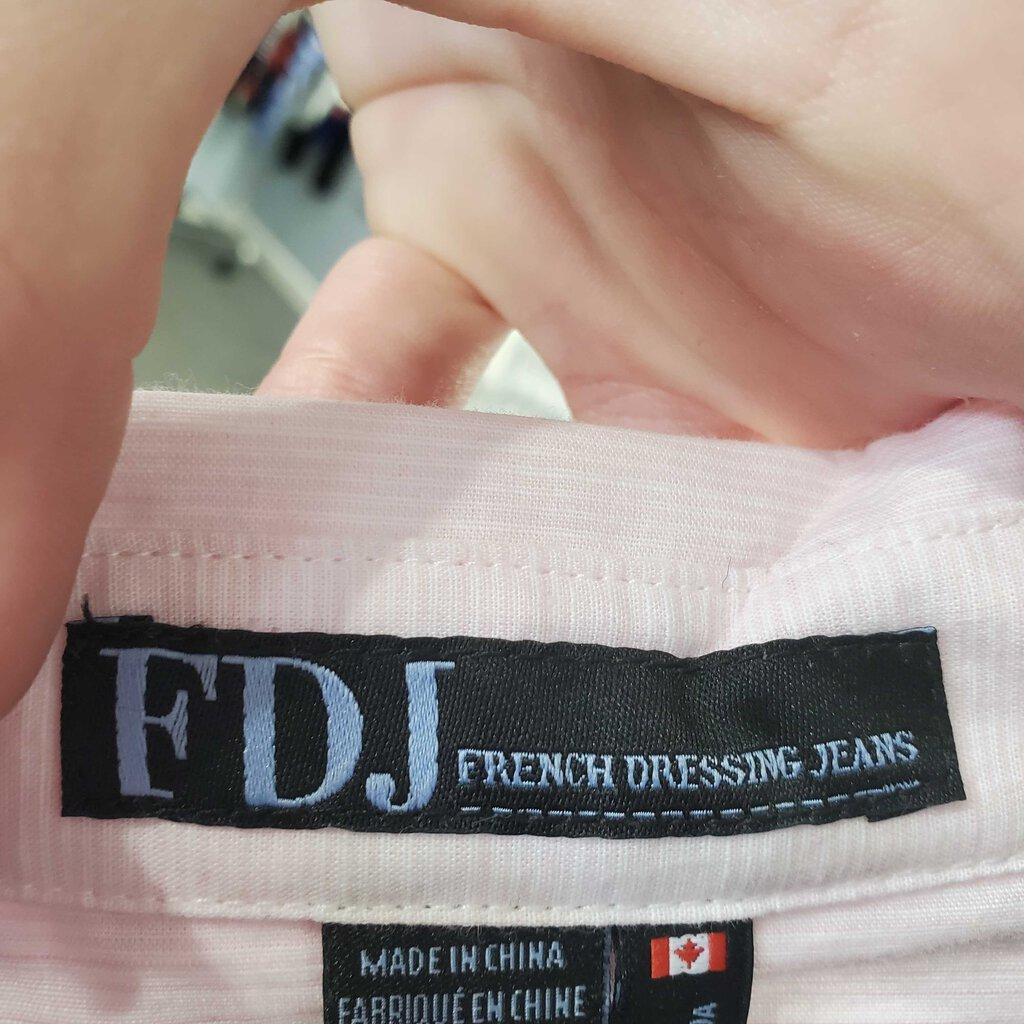 FDJ
FRENCH DRESSING JEANS
MADE IN CHINA
FABRIQUÉ EN CHINE